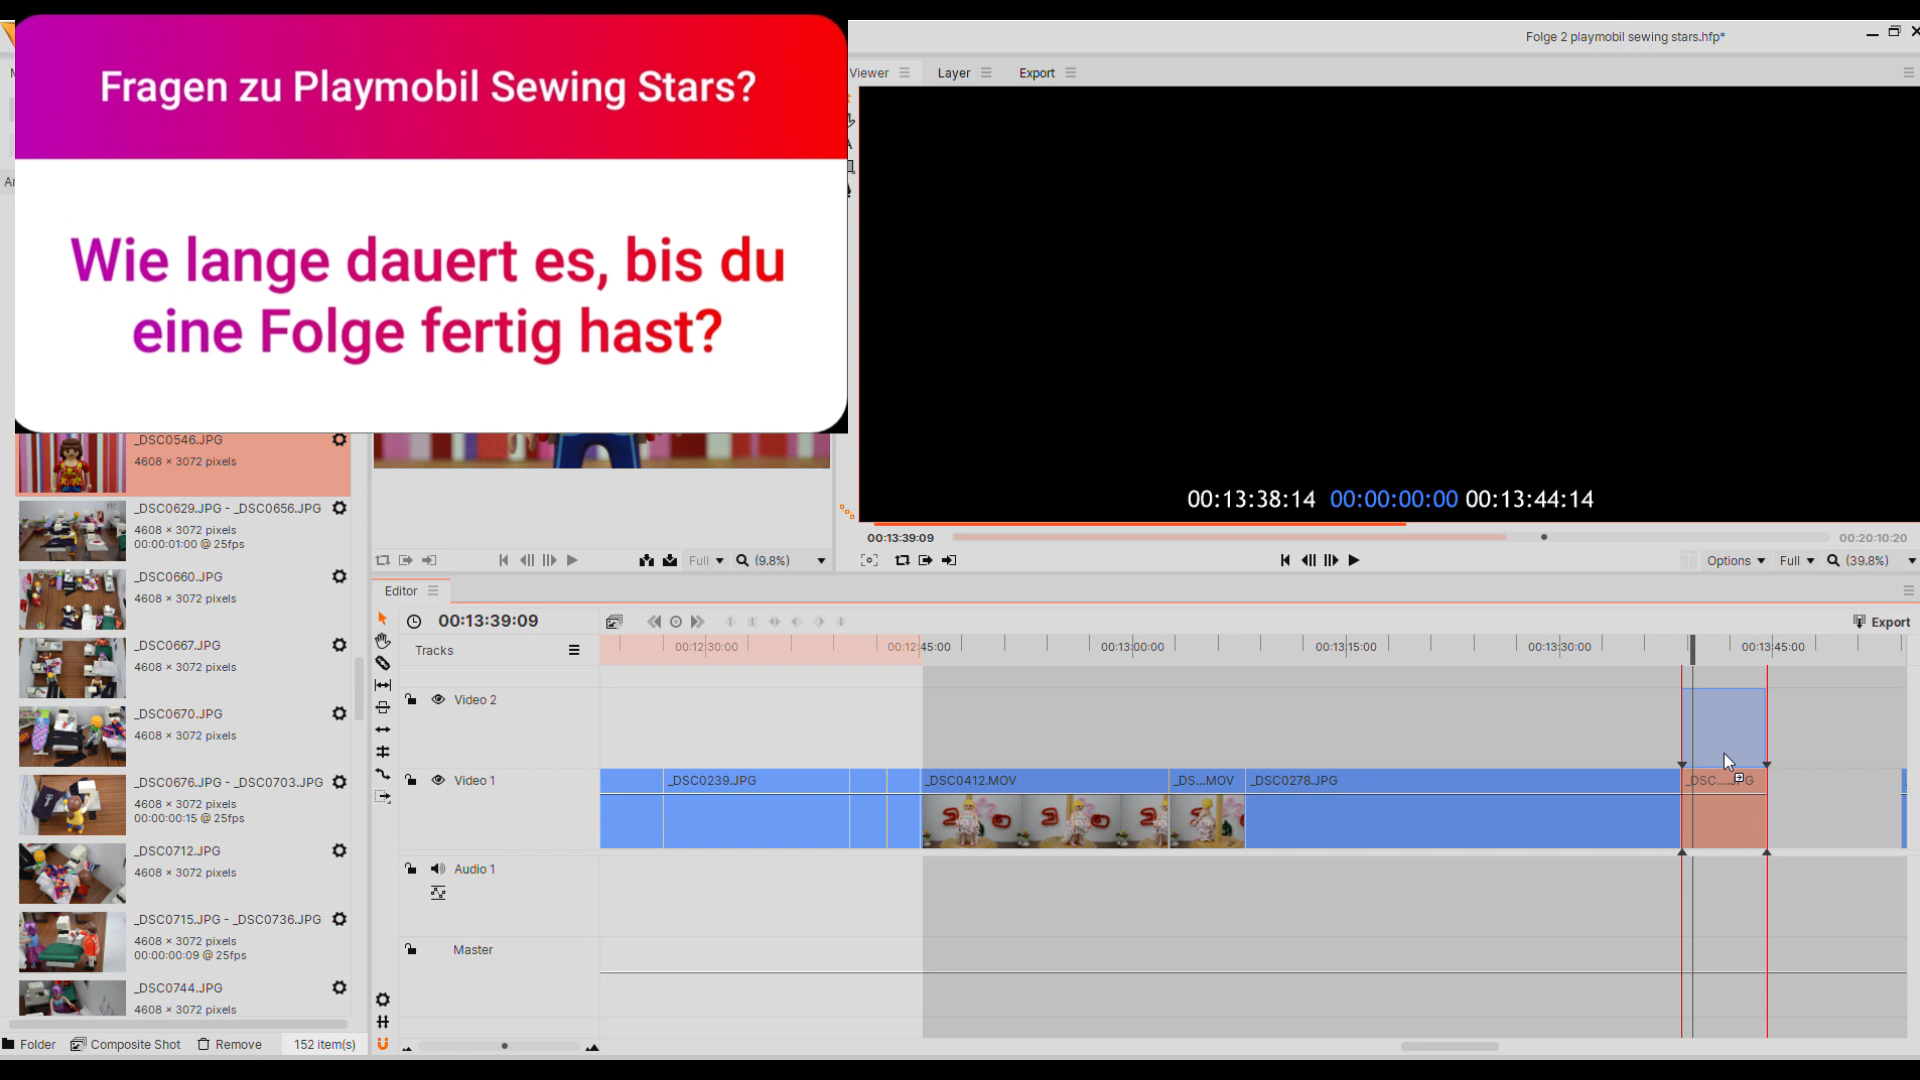 Fragen zu Playmobil Sewing Stars?
Wie lange dauert es, bis du
eine Folge fertig hast?
Folge 2 playmobil sewing stars.hfp*
Viewer Layer Export
_DSC0546.JPG
4608 × 3072 pixels
_DSC0629.JPG - _DSC0656.JPG
4608 × 3072 pixels
00:00:01:00 @ 25fps
_DSC0660.JPG
4608 × 3072 pixels
_DSC0667.JPG
4608 × 3072 pixels
_DSC0670.JPG
4608 × 3072 pixels
_DSC0676.JPG - _DSC0703.JPG
4608 × 3072 pixels
00:00:00:15 @ 25fps
_DSC0712.JPG
4608 × 3072 pixels
_DSC0715.JPG - _DSC0736.JPG
4608 × 3072 pixels
00:00:00:09 @ 25fps
_DSC0744.JPG
4608 × 3072 pixels
Folder Composite Shot Remove 152 item(s)
Full (9.8%)
00:13:38:14 00:00:00:00 00:13:44:14
00:13:39:09 00:20:10:20
Options Full (39.8%)
Editor
00:13:39:09 Export
Tracks 00:12:30:00 00:12:45:00 00:13:00:00 00:13:15:00 00:13:30:00 00:13:45:00
Video 2
Video 1 _DSC0239.JPG _DSC0412.MOV _DS...MOV _DSC0278.JPG
Audio 1
Master